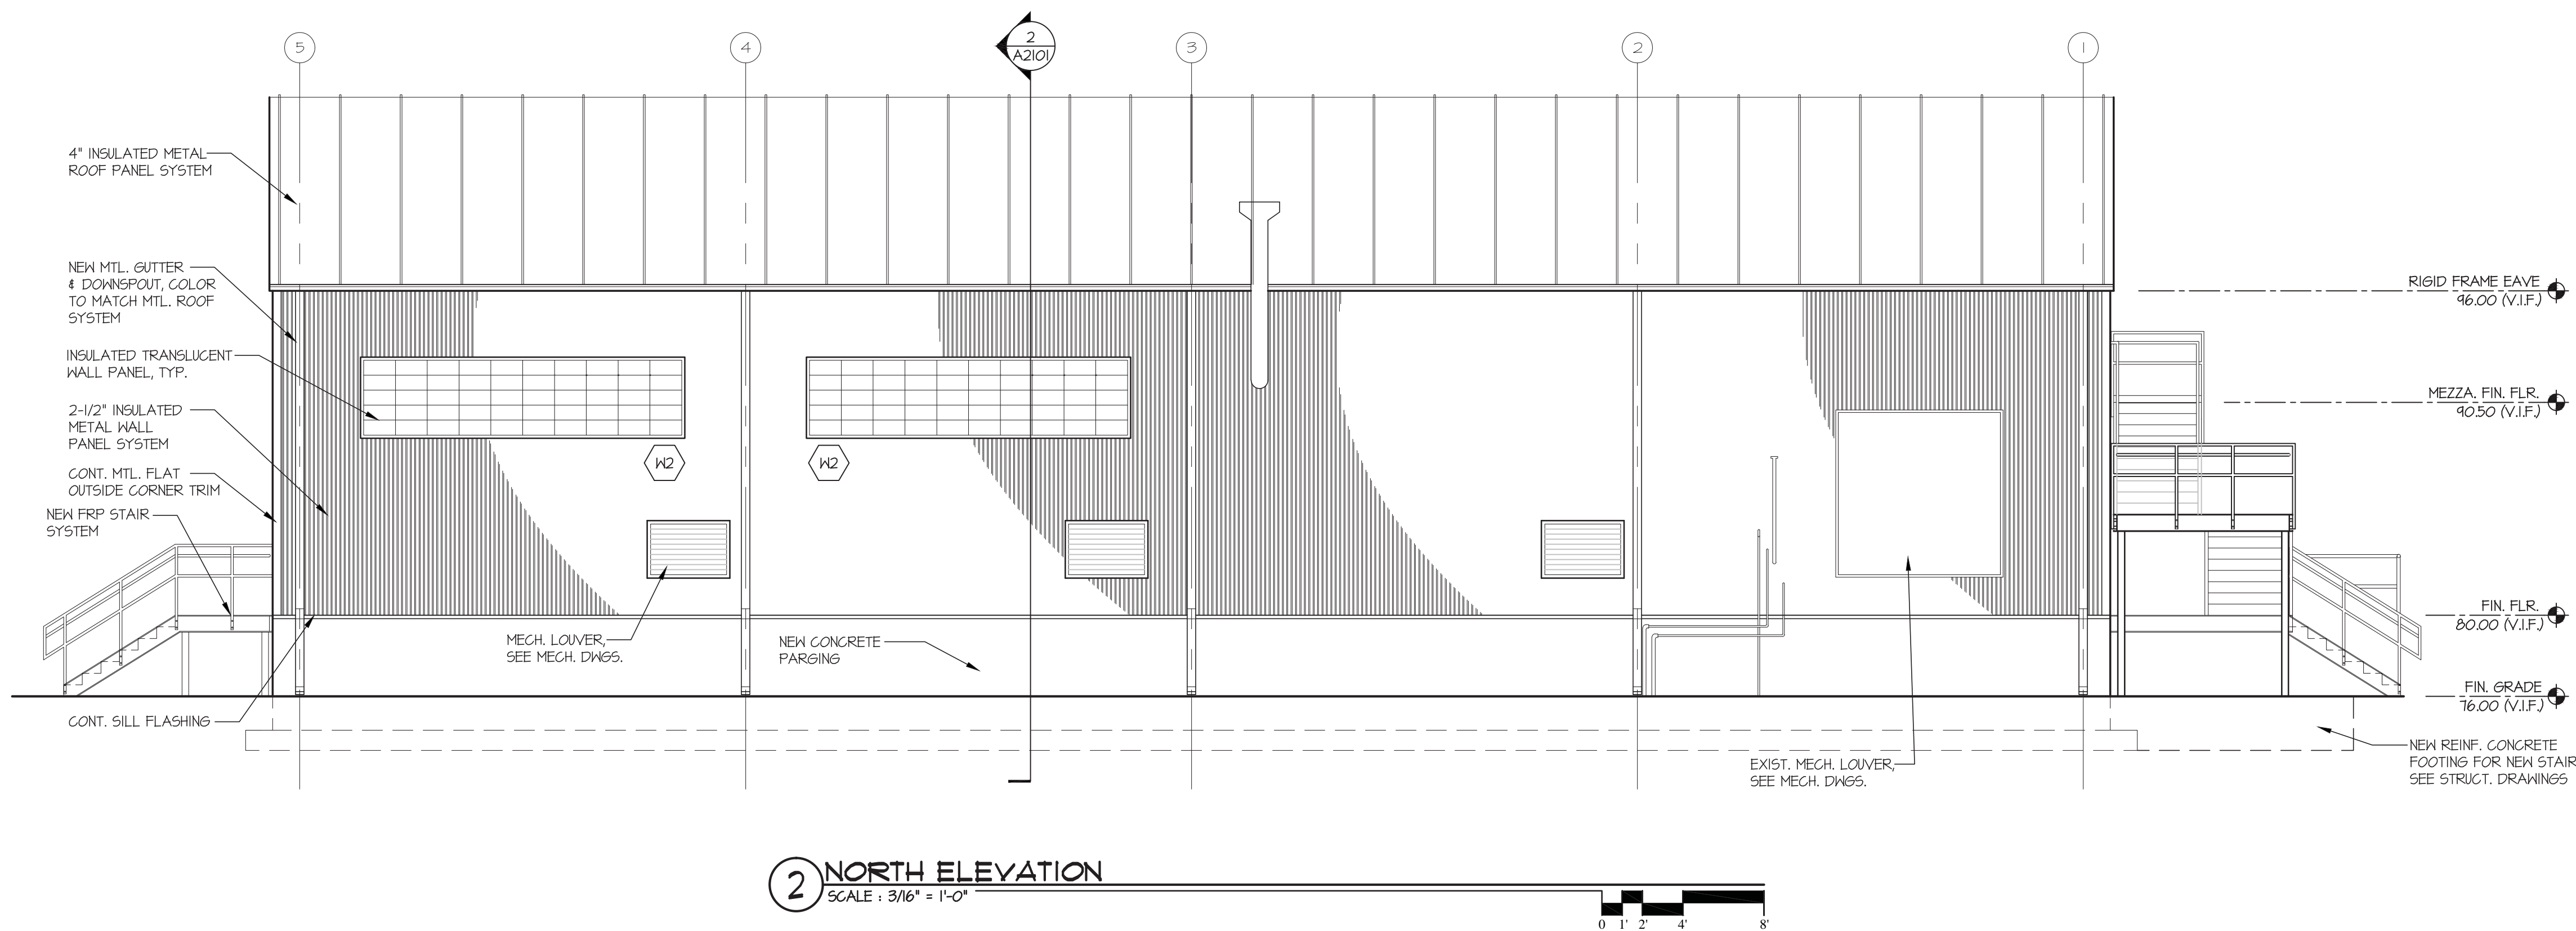 5
4
2
A2101
3
2
1
4" INSULATED METAL
ROOF PANEL SYSTEM
NEW MTL. GUTTER
& DOWNSPOUT, COLOR
TO MATCH MTL. ROOF
SYSTEM
INSULATED TRANSLUCENT
WALL PANEL, TYP.
2-1/2" INSULATED
METAL WALL
PANEL SYSTEM
CONT. MTL. FLAT
OUTSIDE CORNER TRIM
NEW FRP STAIR
SYSTEM
CONT. SILL FLASHING
W2
W2
MECH. LOUVER,
SEE MECH. DWGS.
NEW CONCRETE
PARGING
EXIST. MECH. LOUVER,
SEE MECH. DWGS.
RIGID FRAME EAVE
96.00 (V.I.F.)
MEZZA. FIN. FLR.
90.50 (V.I.F.)
FIN. FLR.
80.00 (V.I.F.)
FIN. GRADE
76.00 (V.I.F.)
NEW REINF. CONCRETE
FOOTING FOR NEW STAIR
SEE STRUCT. DRAWINGS
2
NORTH ELEVATION
SCALE : 3/16" = 1'-0"
0 1' 2' 4' 8'